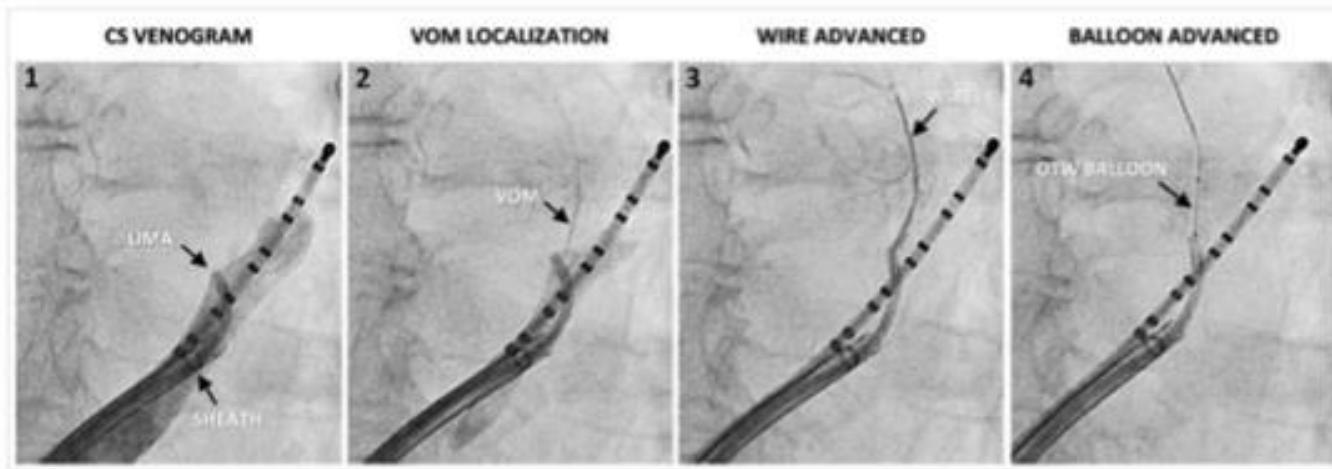 CS VENOGRAM
VOM LOCALIZATION
WIRE ADVANCED
BALLOON ADVANCED
1
2
3
4
VOM
OTW BALLOON
LIMA
SHEATH